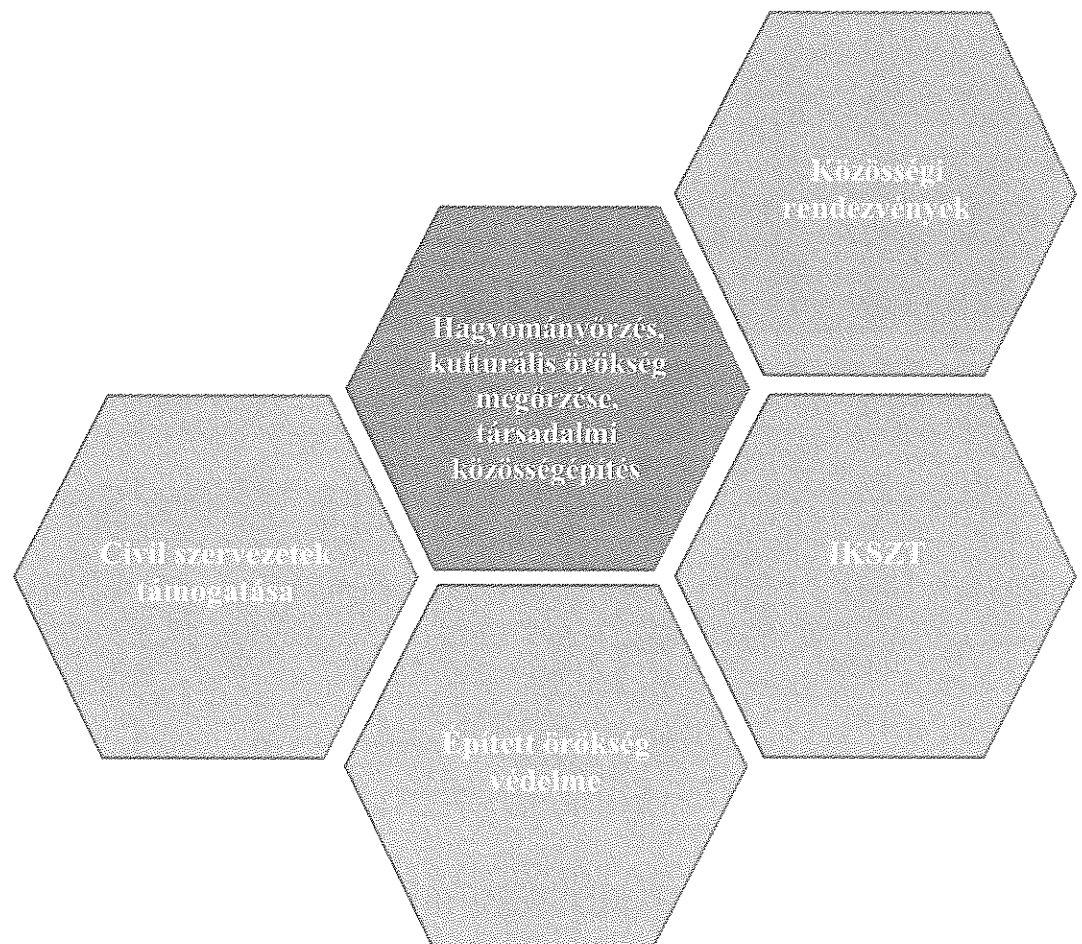 Közösségi
rendezvények
Hagyományőrzés,
kulturális örökség
megőrzése,
társadalmi
közösségépítés
Civil szervezetek
támogatása
IKSZT
Épített örökség
védelme